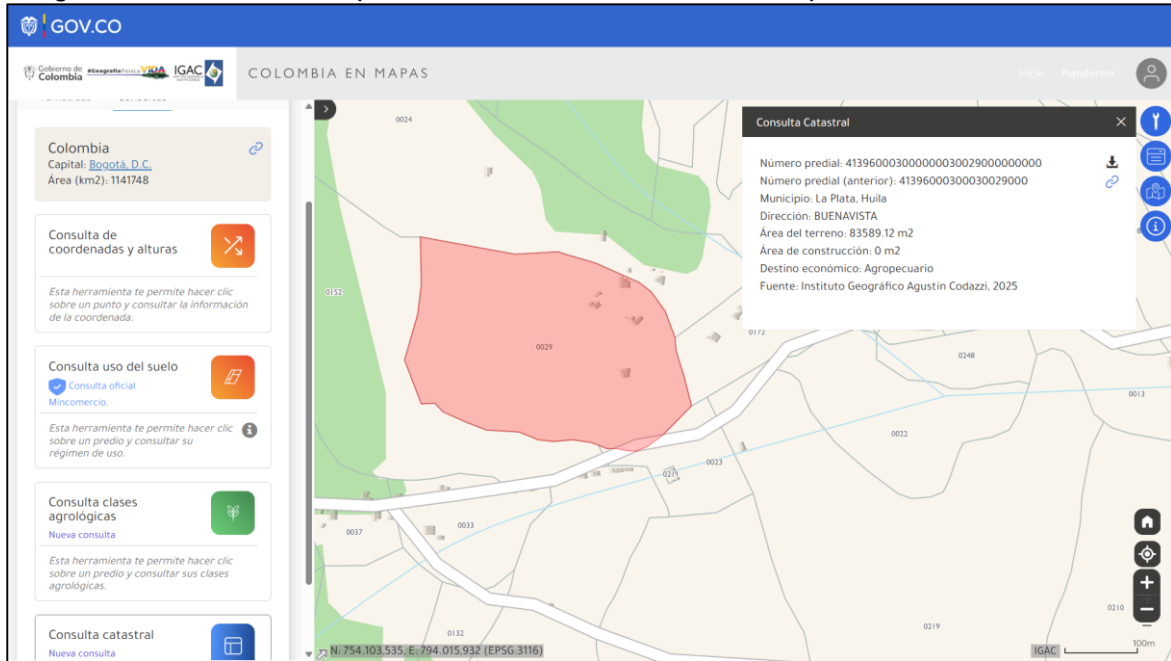 GOV.CO
Gobierno de Colombia
#GeografíaParaLaVIDA
IGAC
COLOMBIA EN MAPAS
Inicio
Plataforma
Colombia
Capital: Bogotá, D.C.
Área (km2): 1141748
Consulta de
coordenadas y alturas
Esta herramienta te permite hacer clic
sobre un punto y consultar la información
de la coordenada.
Consulta uso del suelo
Consulta oficial
Mincomercio.
Esta herramienta te permite hacer clic
sobre un predio y consultar su
régimen de uso.
Consulta clases
agrológicas
Nueva consulta
Esta herramienta te permite hacer clic
sobre un predio y consultar sus clases
agrológicas.
Consulta catastral
Nueva consulta
Consulta Catastral
Número predial: 413960003000000030029000000000
Número predial (anterior): 41396000300030029000
Municipio: La Plata, Huila
Dirección: BUENAVISTA
Área del terreno: 83589.12 m2
Área de construcción: 0 m2
Destino económico: Agropecuario
Fuente: Instituto Geográfico Agustín Codazzi, 2025
0024
0152
0029
0172
0248
0013
0022
0023
0211
0033
0037
0132
0219
0210
N: 754.103.535, E: 794.015.932 (EPSG:3116)
IGAC
100m